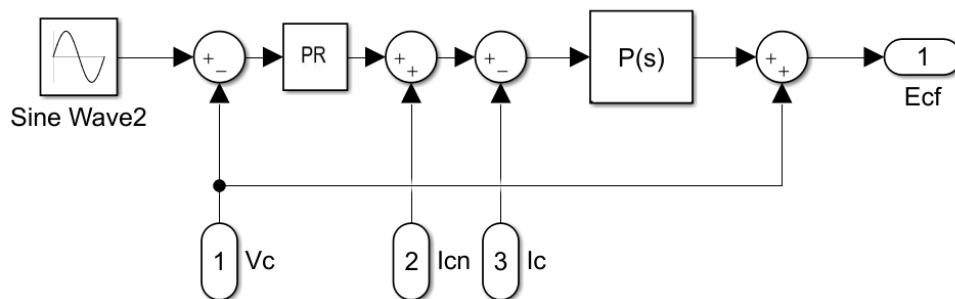 PR
P(s)
1
Sine Wave2
Ecf
1
Vc
2
Icn
3
Ic